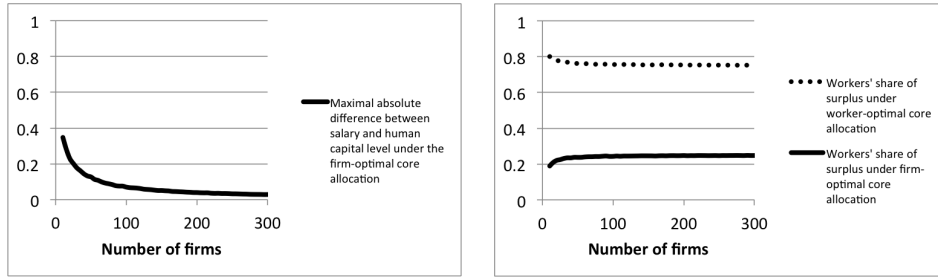 1
0.8
0.6
0.4
0.2
0
0 100 200 300
Number of firms
Maximal absolute
difference between
salary and human
capital level under the
firm-optimal core
allocation
1
0.8
0.6
0.4
0.2
0
0 100 200 300
Number of firms
Workers' share of
surplus under
worker-optimal core
allocation
Workers' share of
surplus under firm-
optimal core
allocation